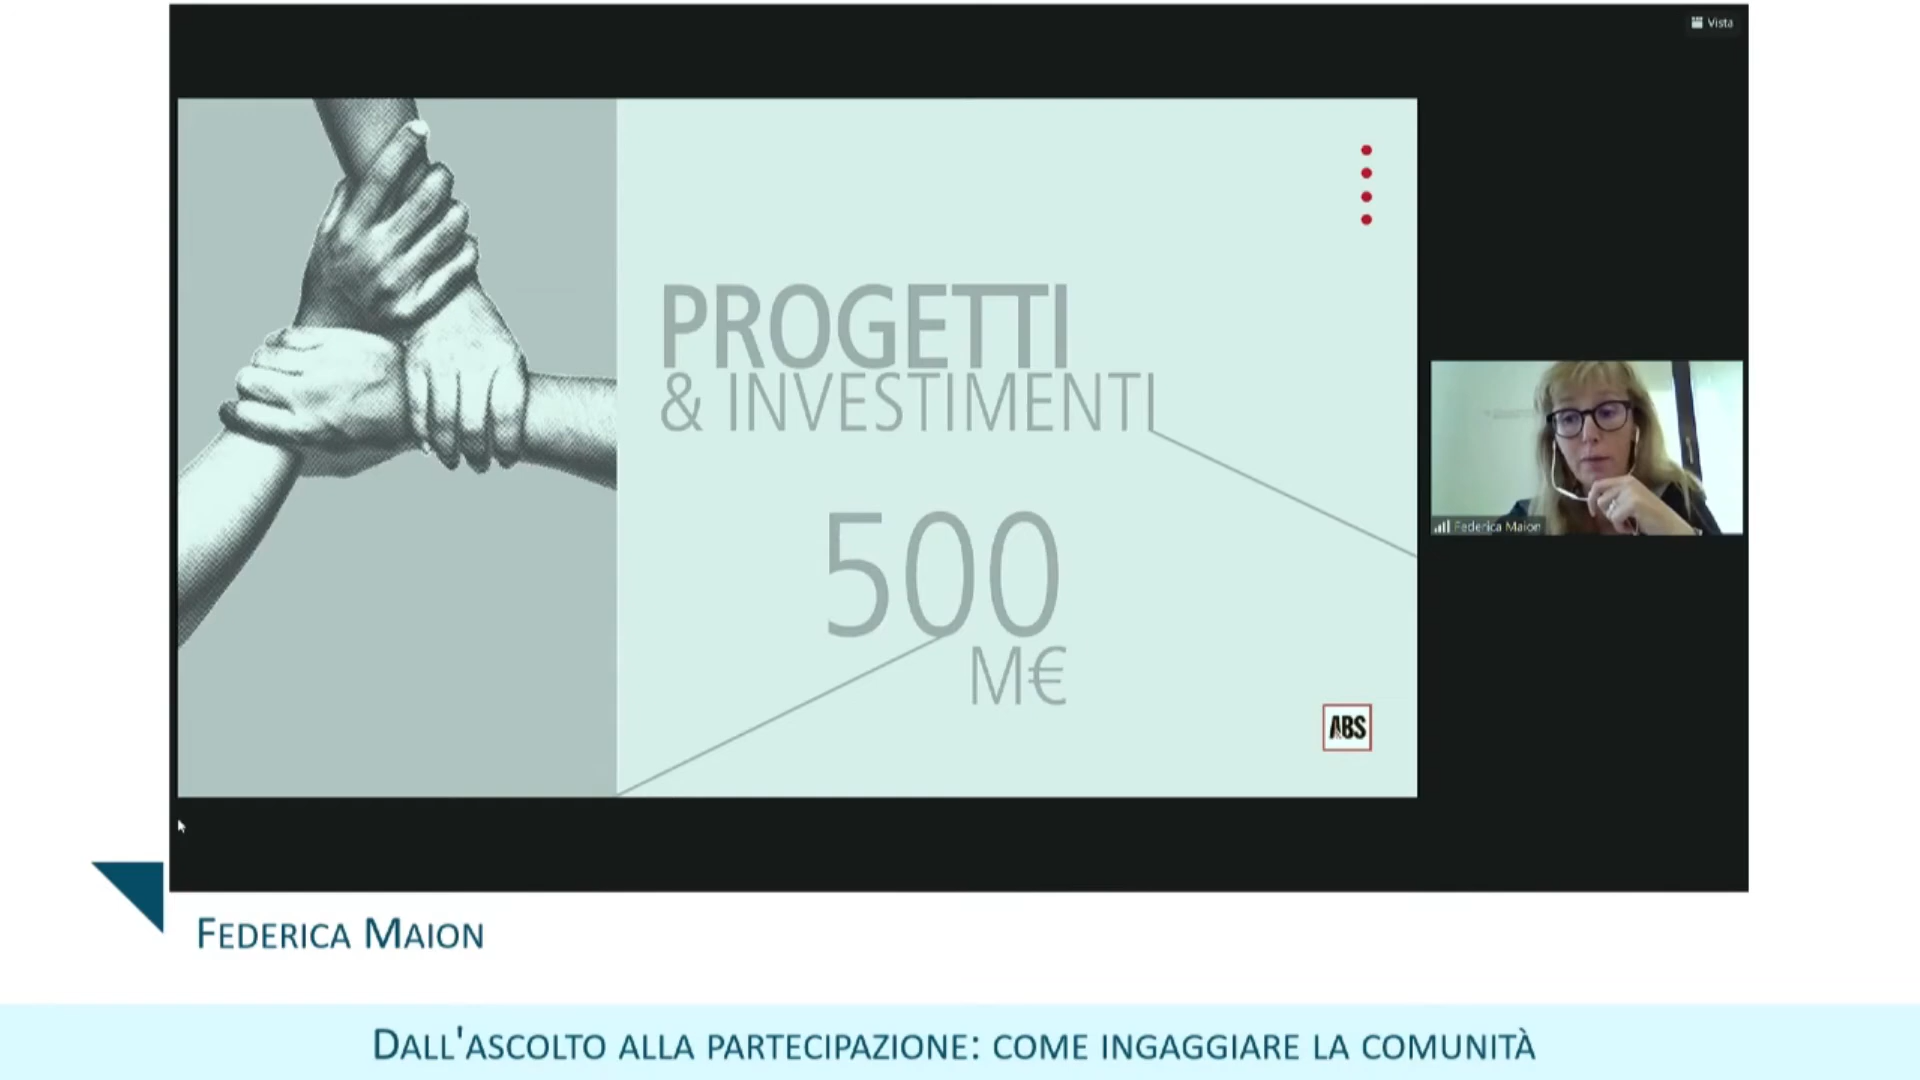 Vista
PROGETTI
& INVESTIMENTI
500
M€
ABS
Federica Maion
FEDERICA MAION
DALL'ASCOLTO ALLA PARTECIPAZIONE: COME INGAGGIARE LA COMUNITÀ